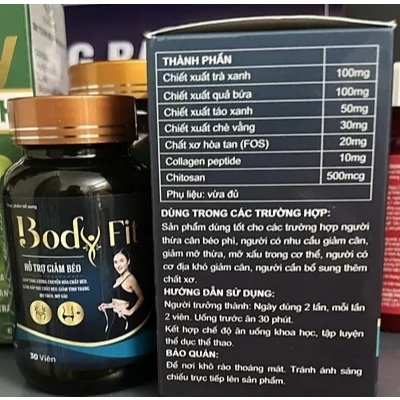 Body Fit
HỖ TRỢ GIẢM BÉO
30 Viên
THÀNH PHẦN
Chiết xuất trà xanh 100mg
Chiết xuất quả bứa 100mg
Chiết xuất táo xanh 50mg
Chiết xuất chè vằng 30mg
Chất xơ hòa tan (FOS) 20mg
Collagen peptide 10mg
Chitosan 500mcg
Phụ liệu: vừa đủ
DÙNG TRONG CÁC TRƯỜNG HỢP:
Sản phẩm dùng tốt cho các trường hợp người
thừa cân béo phì, người có nhu cầu giảm cân,
giảm mỡ thừa, mỡ xấu trong cơ thể, người có
cơ địa khó giảm cân, người cần bổ sung thêm
chất xơ.
HƯỚNG DẪN SỬ DỤNG:
Người trưởng thành: Ngày dùng 2 lần, mỗi lần
2 viên. Uống trước ăn 30 phút.
Kết hợp chế độ ăn uống khoa học, tập luyện
thể dục thể thao.
BẢO QUẢN:
Để nơi khô ráo thoáng mát. Tránh ánh sáng
chiếu trực tiếp lên sản phẩm.